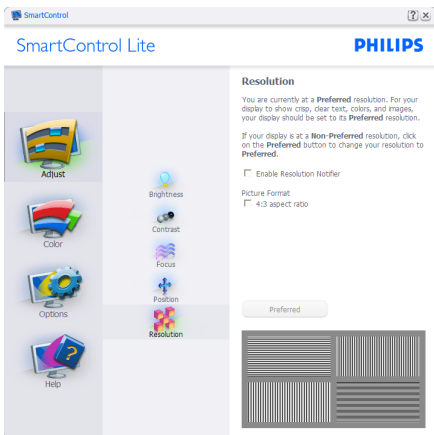 SmartControl
SmartControl Lite
PHILIPS
Adjust
Color
Options
Help
Brightness
Contrast
Focus
Position
Resolution
Resolution
You are currently at a Preferred resolution. For your
display to show crisp, clear text, colors, and images,
your display should be set to its Preferred resolution.
If your display is at a Non-Preferred resolution, click
on the Preferred button to change your resolution to
Preferred.
Enable Resolution Notifier
Picture Format
4:3 aspect ratio
Preferred